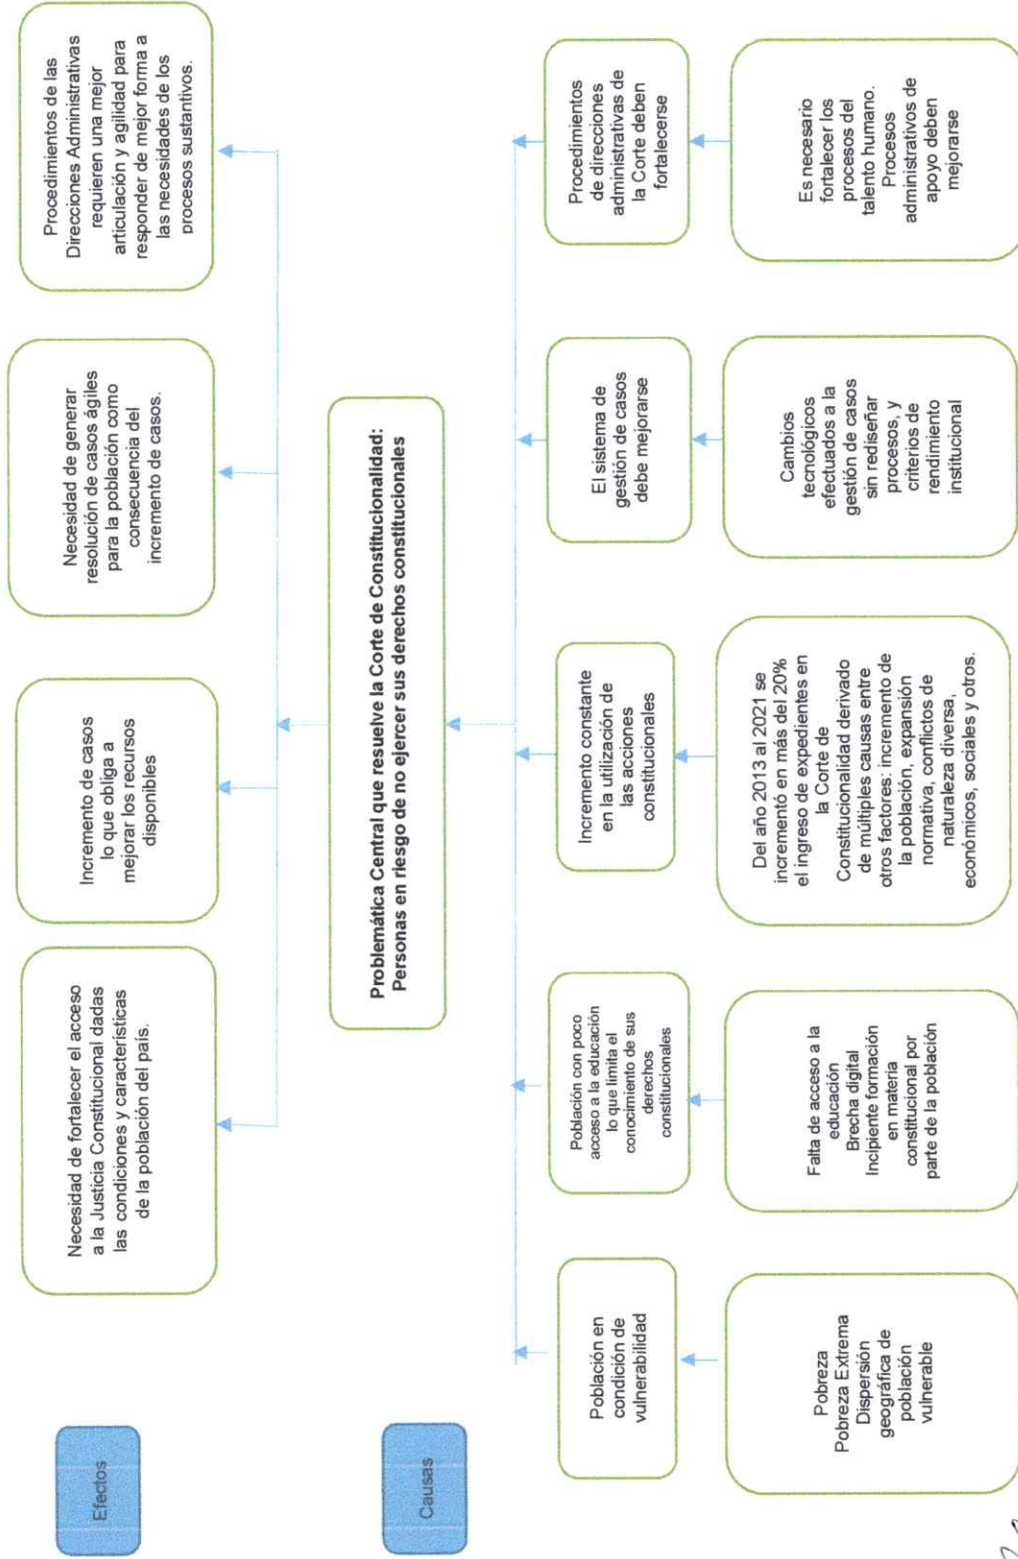 Efectos
Necesidad de fortalecer el acceso
a la Justicia Constitucional dadas
las condiciones y características
de la población del país.
Incremento de casos
lo que obliga a
mejorar los recursos
disponibles
Necesidad de generar
resolución de casos ágiles
para la población como
consecuencia del
incremento de casos.
Procedimientos de las
Direcciones Administrativas
requieren una mejor
articulación y agilidad para
responder de mejor forma a
las necesidades de los
procesos sustantivos.
Problemática Central que resuelve la Corte de Constitucionalidad:
Personas en riesgo de no ejercer sus derechos constitucionales
Causas
Población en
condición de
vulnerabilidad
Población con poco
acceso a la educación
lo que limita el
conocimiento de sus
derechos
constitucionales
Incremento constante
en la utilización de
las acciones
constitucionales
El sistema de
gestión de casos
debe mejorarse
Procedimientos
de direcciones
administrativas de
la Corte deben
fortalecerse
Pobreza
Pobreza Extrema
Dispersión
geográfica de
población
vulnerable
Falta de acceso a la
educación
Brecha digital
Incipiente formación
en materia
constitucional por
parte de la población
Del año 2013 al 2021 se
incrementó en más del 20%
el ingreso de expedientes en
la Corte de
Constitucionalidad derivado
de múltiples causas entre
otros factores: incremento de
la población, expansión
normativa, conflictos de
naturaleza diversa,
económicos, sociales y otros.
Cambios
tecnológicos
efectuados a la
gestión de casos
sin rediseñar
procesos, y
criterios de
rendimiento
institucional
Es necesario
fortalecer los
procesos del
talento humano.
Procesos
administrativos de
apoyo deben
mejorarse